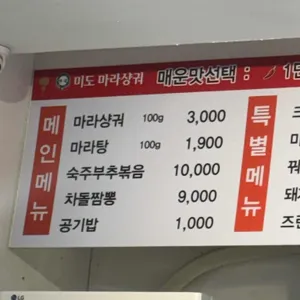 미도 마라샹궈 매운맛선택 : 1단
메인메뉴
마라샹궈 100g 3,000
마라탕 100g 1,900
숙주부추볶음 10,000
차돌짬뽕 9,000
공기밥 1,000
특별메뉴
LG